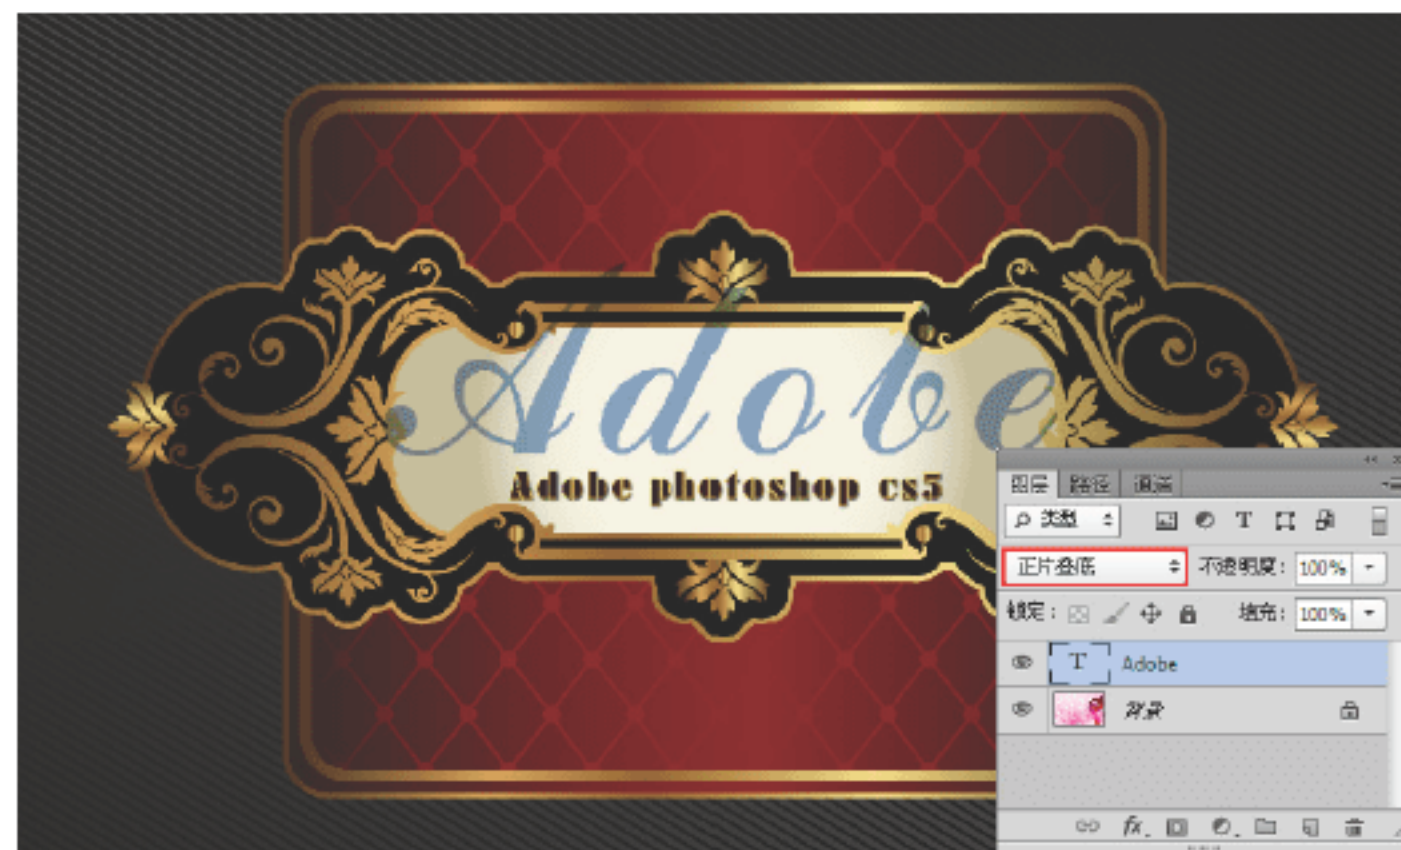 Adobe
Adobe photoshop cs5
图层 路径 通道
类型
正片叠底 不透明度: 100%
锁定: 填充: 100%
T Adobe
背景
fx